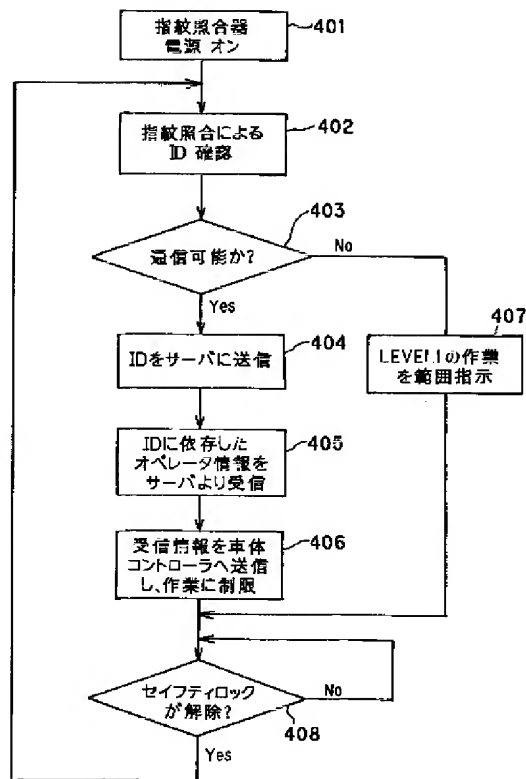 指紋照合器
電源 オン
401
指紋照合による
ID 確認
402
通信可能か?
403
No
Yes
IDをサーバに送信
404
LEVEL1の作業
を範囲指示
407
IDに依存した
オペレータ情報を
サーバより受信
405
受信情報を車体
コントローラへ送信
し、作業に制限
406
セイフティロック
が解除?
No
408
Yes